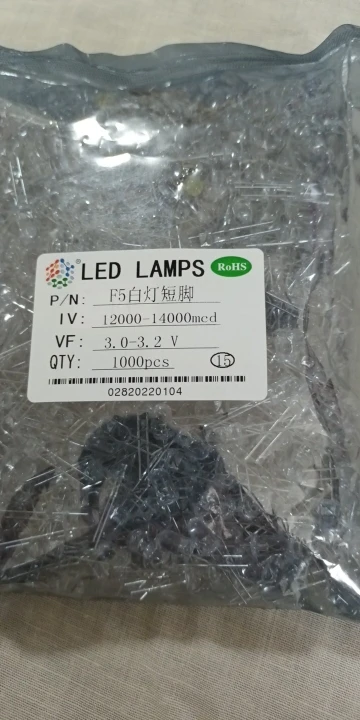 LED LAMPS RoHS
P/N: F5白灯短脚
IV: 12000-14000mcd
VF: 3.0-3.2 V
QTY: 1000pcs 15
02820220104